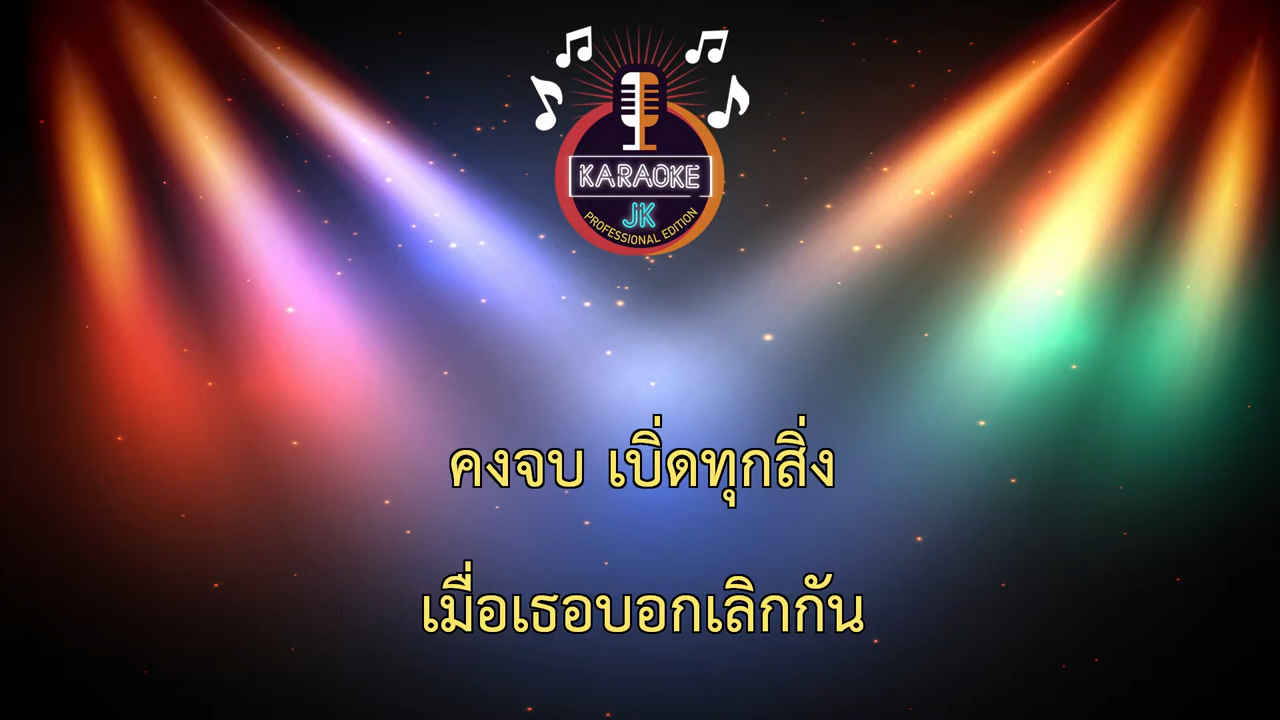 KARAOKE
JK
PROFESSIONAL EDITION
คงจบ เบิ่ดทุกสิ่ง
เมื่อเธอบอกเลิกกัน